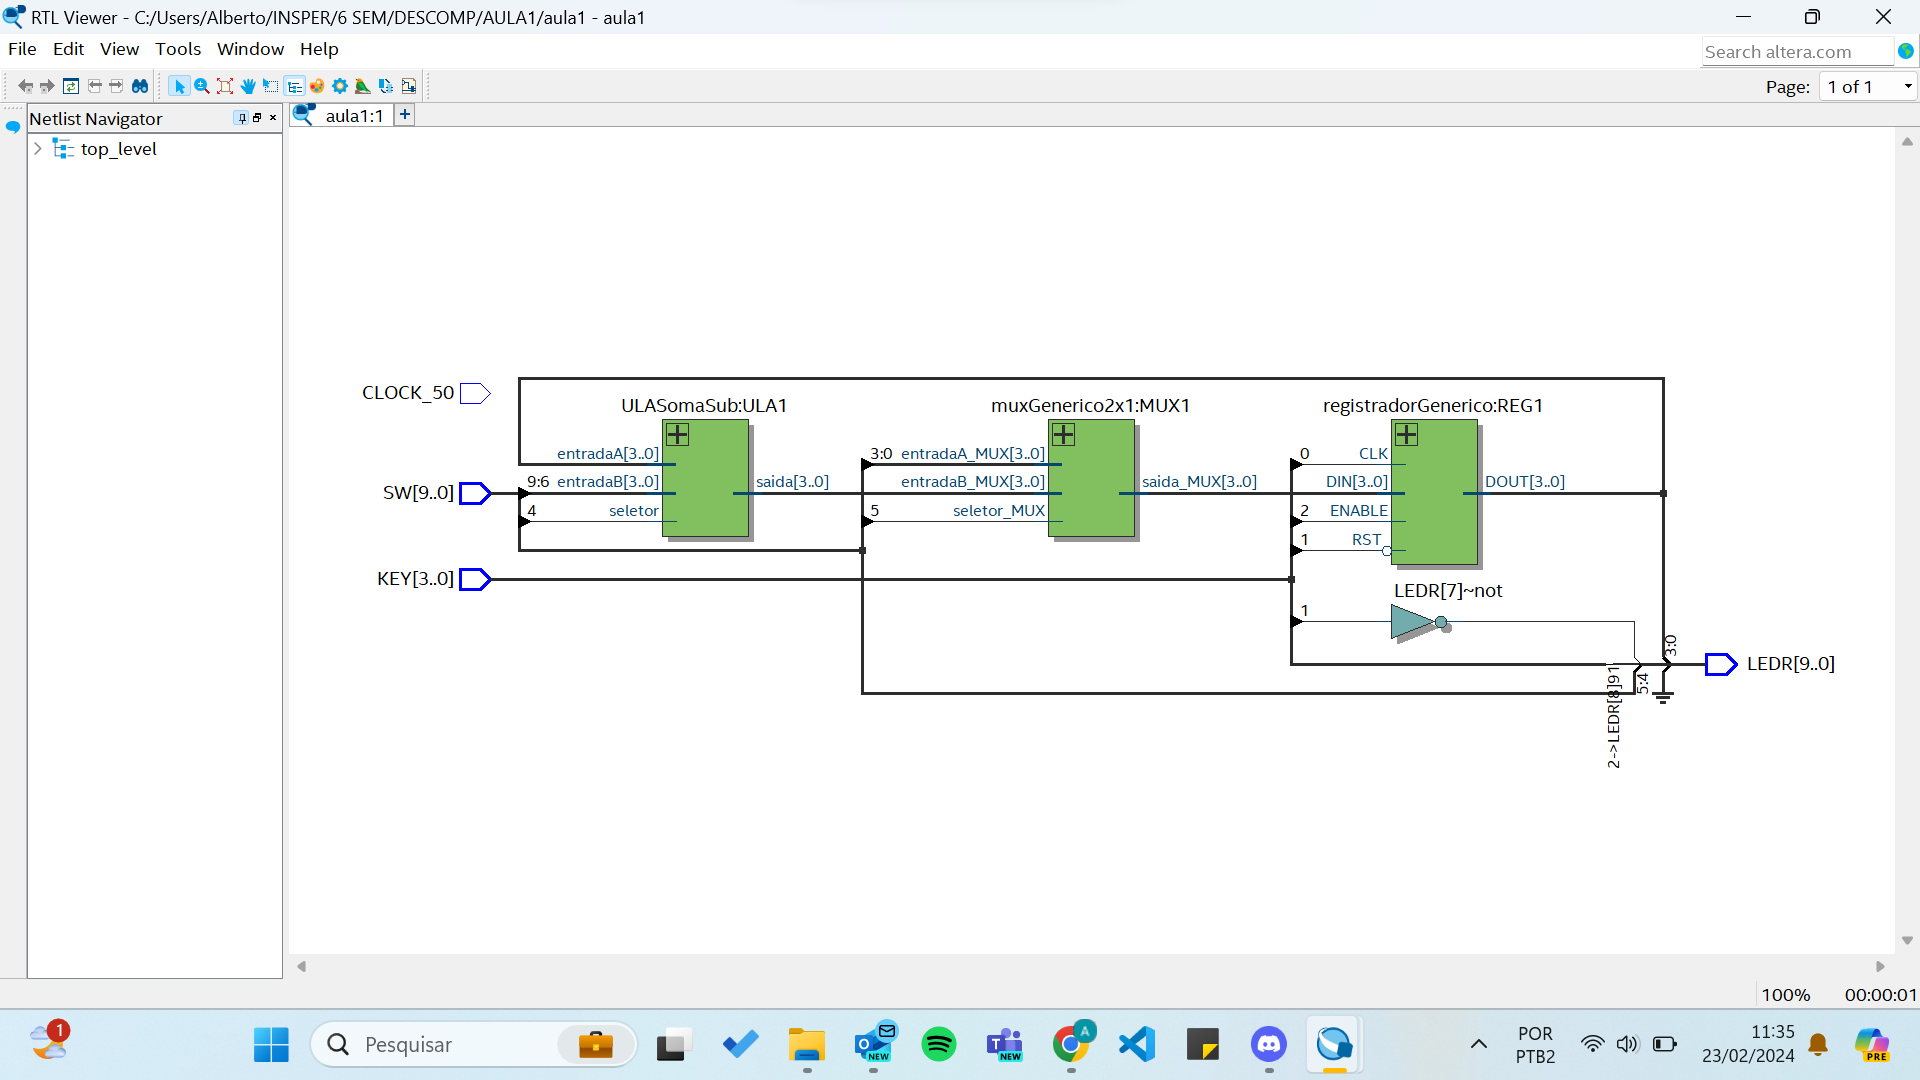 RTL Viewer - C:/Users/Alberto/INSPER/6 SEM/DESCOMP/AULA1/aula1 - aula1
File Edit View Tools Window Help
Search altera.com
Page: 1 of 1
Netlist Navigator
aula1:1
top_level
CLOCK_50
ULASomaSub:ULA1
muxGenerico2x1:MUX1
registradorGenerico:REG1
entradaA[3..0]
3:0 entradaA_MUX[3..0]
0 CLK
SW[9..0]
9:6 entradaB[3..0]
saida[3..0]
entradaB_MUX[3..0]
saida_MUX[3..0]
DIN[3..0]
DOUT[3..0]
4 seletor
5 seletor_MUX
2 ENABLE
1 RST
KEY[3..0]
LEDR[7]~not
1
3:0
LEDR[9..0]
5:4
2->LEDR[8]91
100% 00:00:01
1
Pesquisar
NEW
NEW
A
POR
PTB2
11:35
23/02/2024
PRE